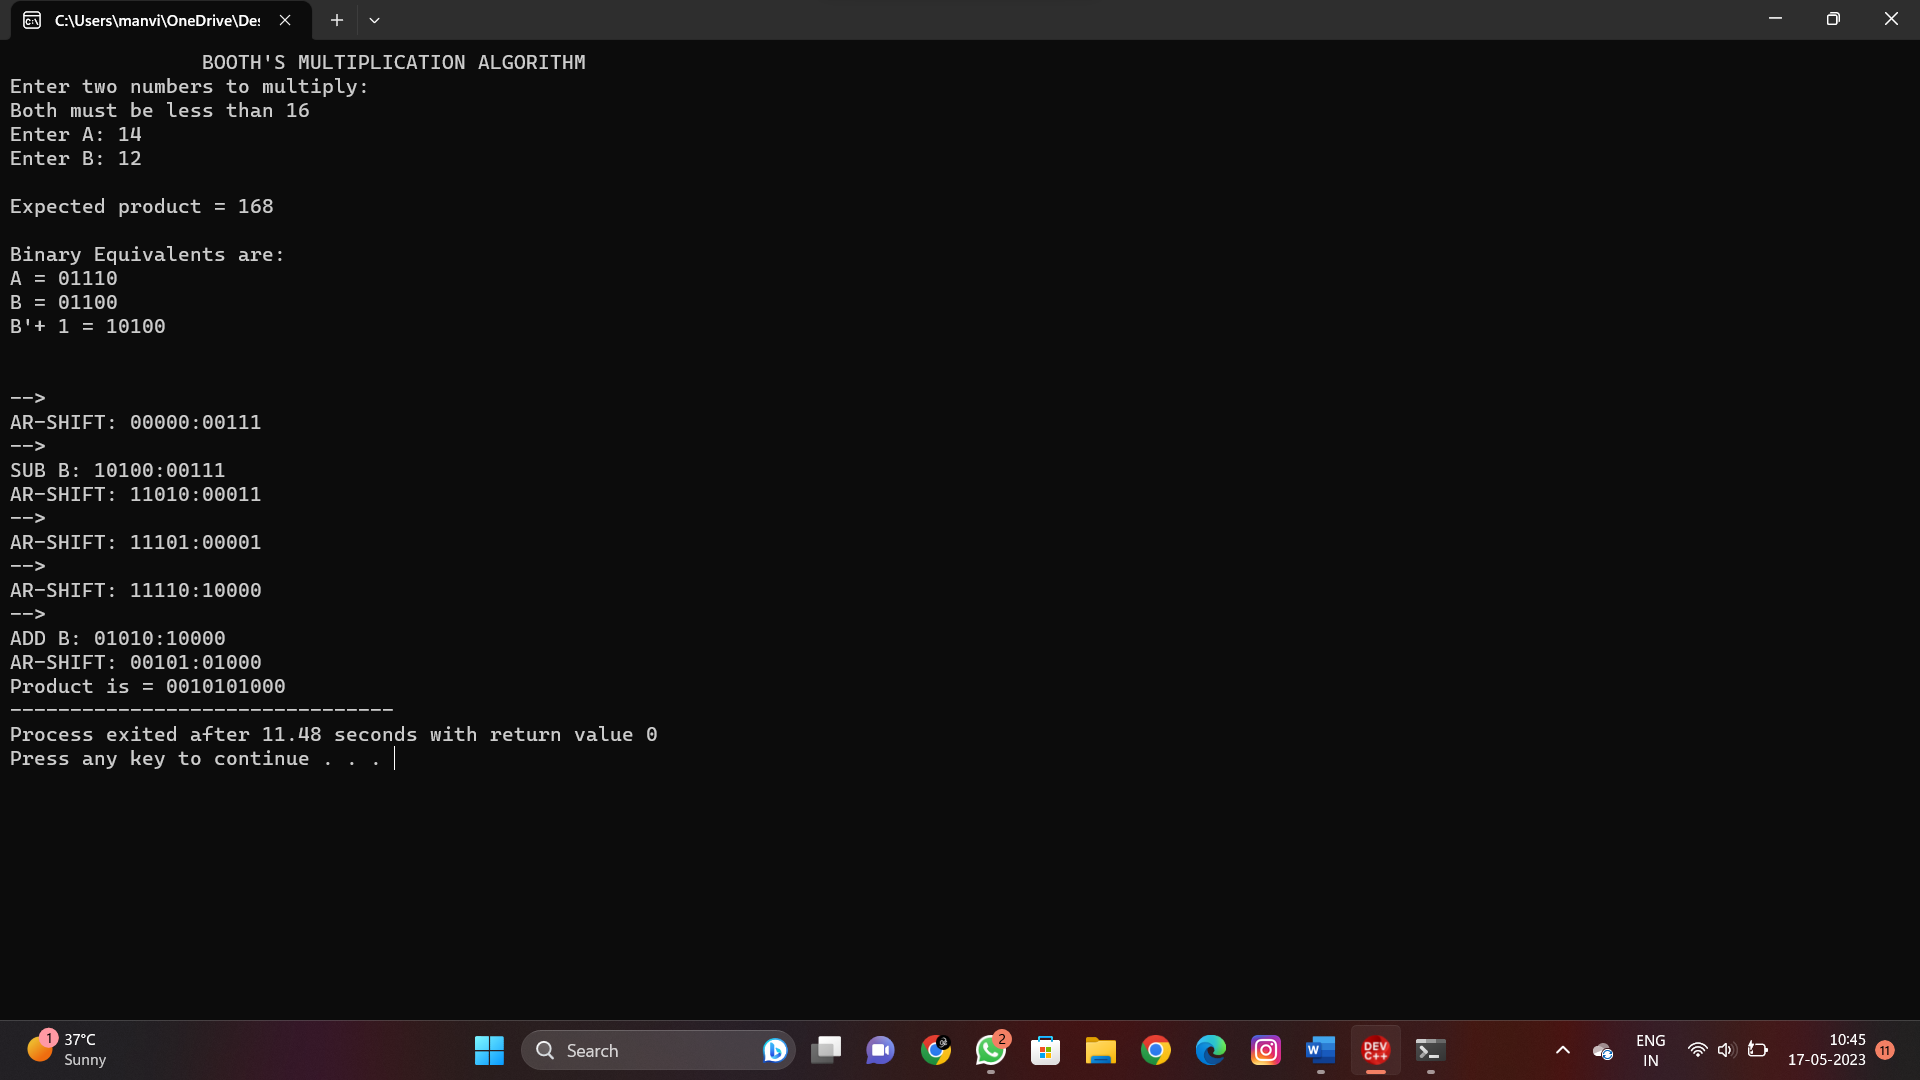 C:\Users\manvi\OneDrive\Des
BOOTH'S MULTIPLICATION ALGORITHM
Enter two numbers to multiply:
Both must be less than 16
Enter A: 14
Enter B: 12
Expected product = 168
Binary Equivalents are:
A = 01110
B = 01100
B'+ 1 = 10100
-->
AR-SHIFT: 00000:00111
-->
SUB B: 10100:00111
AR-SHIFT: 11010:00011
-->
AR-SHIFT: 11101:00001
-->
AR-SHIFT: 11110:10000
-->
ADD B: 01010:10000
AR-SHIFT: 00101:01000
Product is = 0010101000
--------------------------------
Process exited after 11.48 seconds with return value 0
Press any key to continue . . .
1
37°C
Sunny
Search
2
W
DEV
C++
ENG
IN
10:45
17-05-2023
11